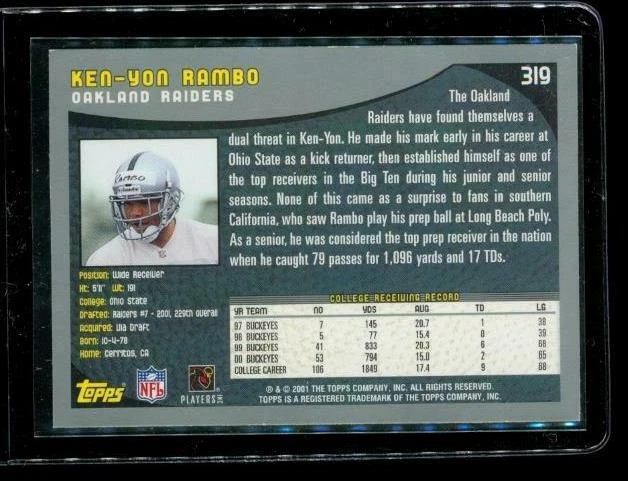 KEN-YON RAMBO
OAKLAND RAIDERS
319
The Oakland
Raiders have found themselves a
dual threat in Ken-Yon. He made his mark early in his career at
Ohio State as a kick returner, then established himself as one of
the top receivers in the Big Ten during his junior and senior
seasons. None of this came as a surprise to fans in southern
California, who saw Rambo play his prep ball at Long Beach Poly.
As a senior, he was considered the top prep receiver in the nation
when he caught 79 passes for 1,096 yards and 17 TDs.
RAMBO
Position: Wide Receiver
Ht: 5'11" Wt: 191
College: Ohio State
Drafted: Raiders #7 - 2001, 229th overall
Acquired: Via Draft
Born: 10-4-78
Home: Cerritos, CA
COLLEGE RECEIVING RECORD
YR TEAM NO YDS AVG TD LG
97 BUCKEYES 7 145 20.7 1 38
98 BUCKEYES 5 77 15.4 0 39
99 BUCKEYES 41 833 20.3 6 68
00 BUCKEYES 53 794 15.0 2 65
COLLEGE CAREER 106 1849 17.4 9 68
Topps
NFL
PLAYERS INC
® & © 2001 THE TOPPS COMPANY, INC. ALL RIGHTS RESERVED.
TOPPS IS A REGISTERED TRADEMARK OF THE TOPPS COMPANY, INC.